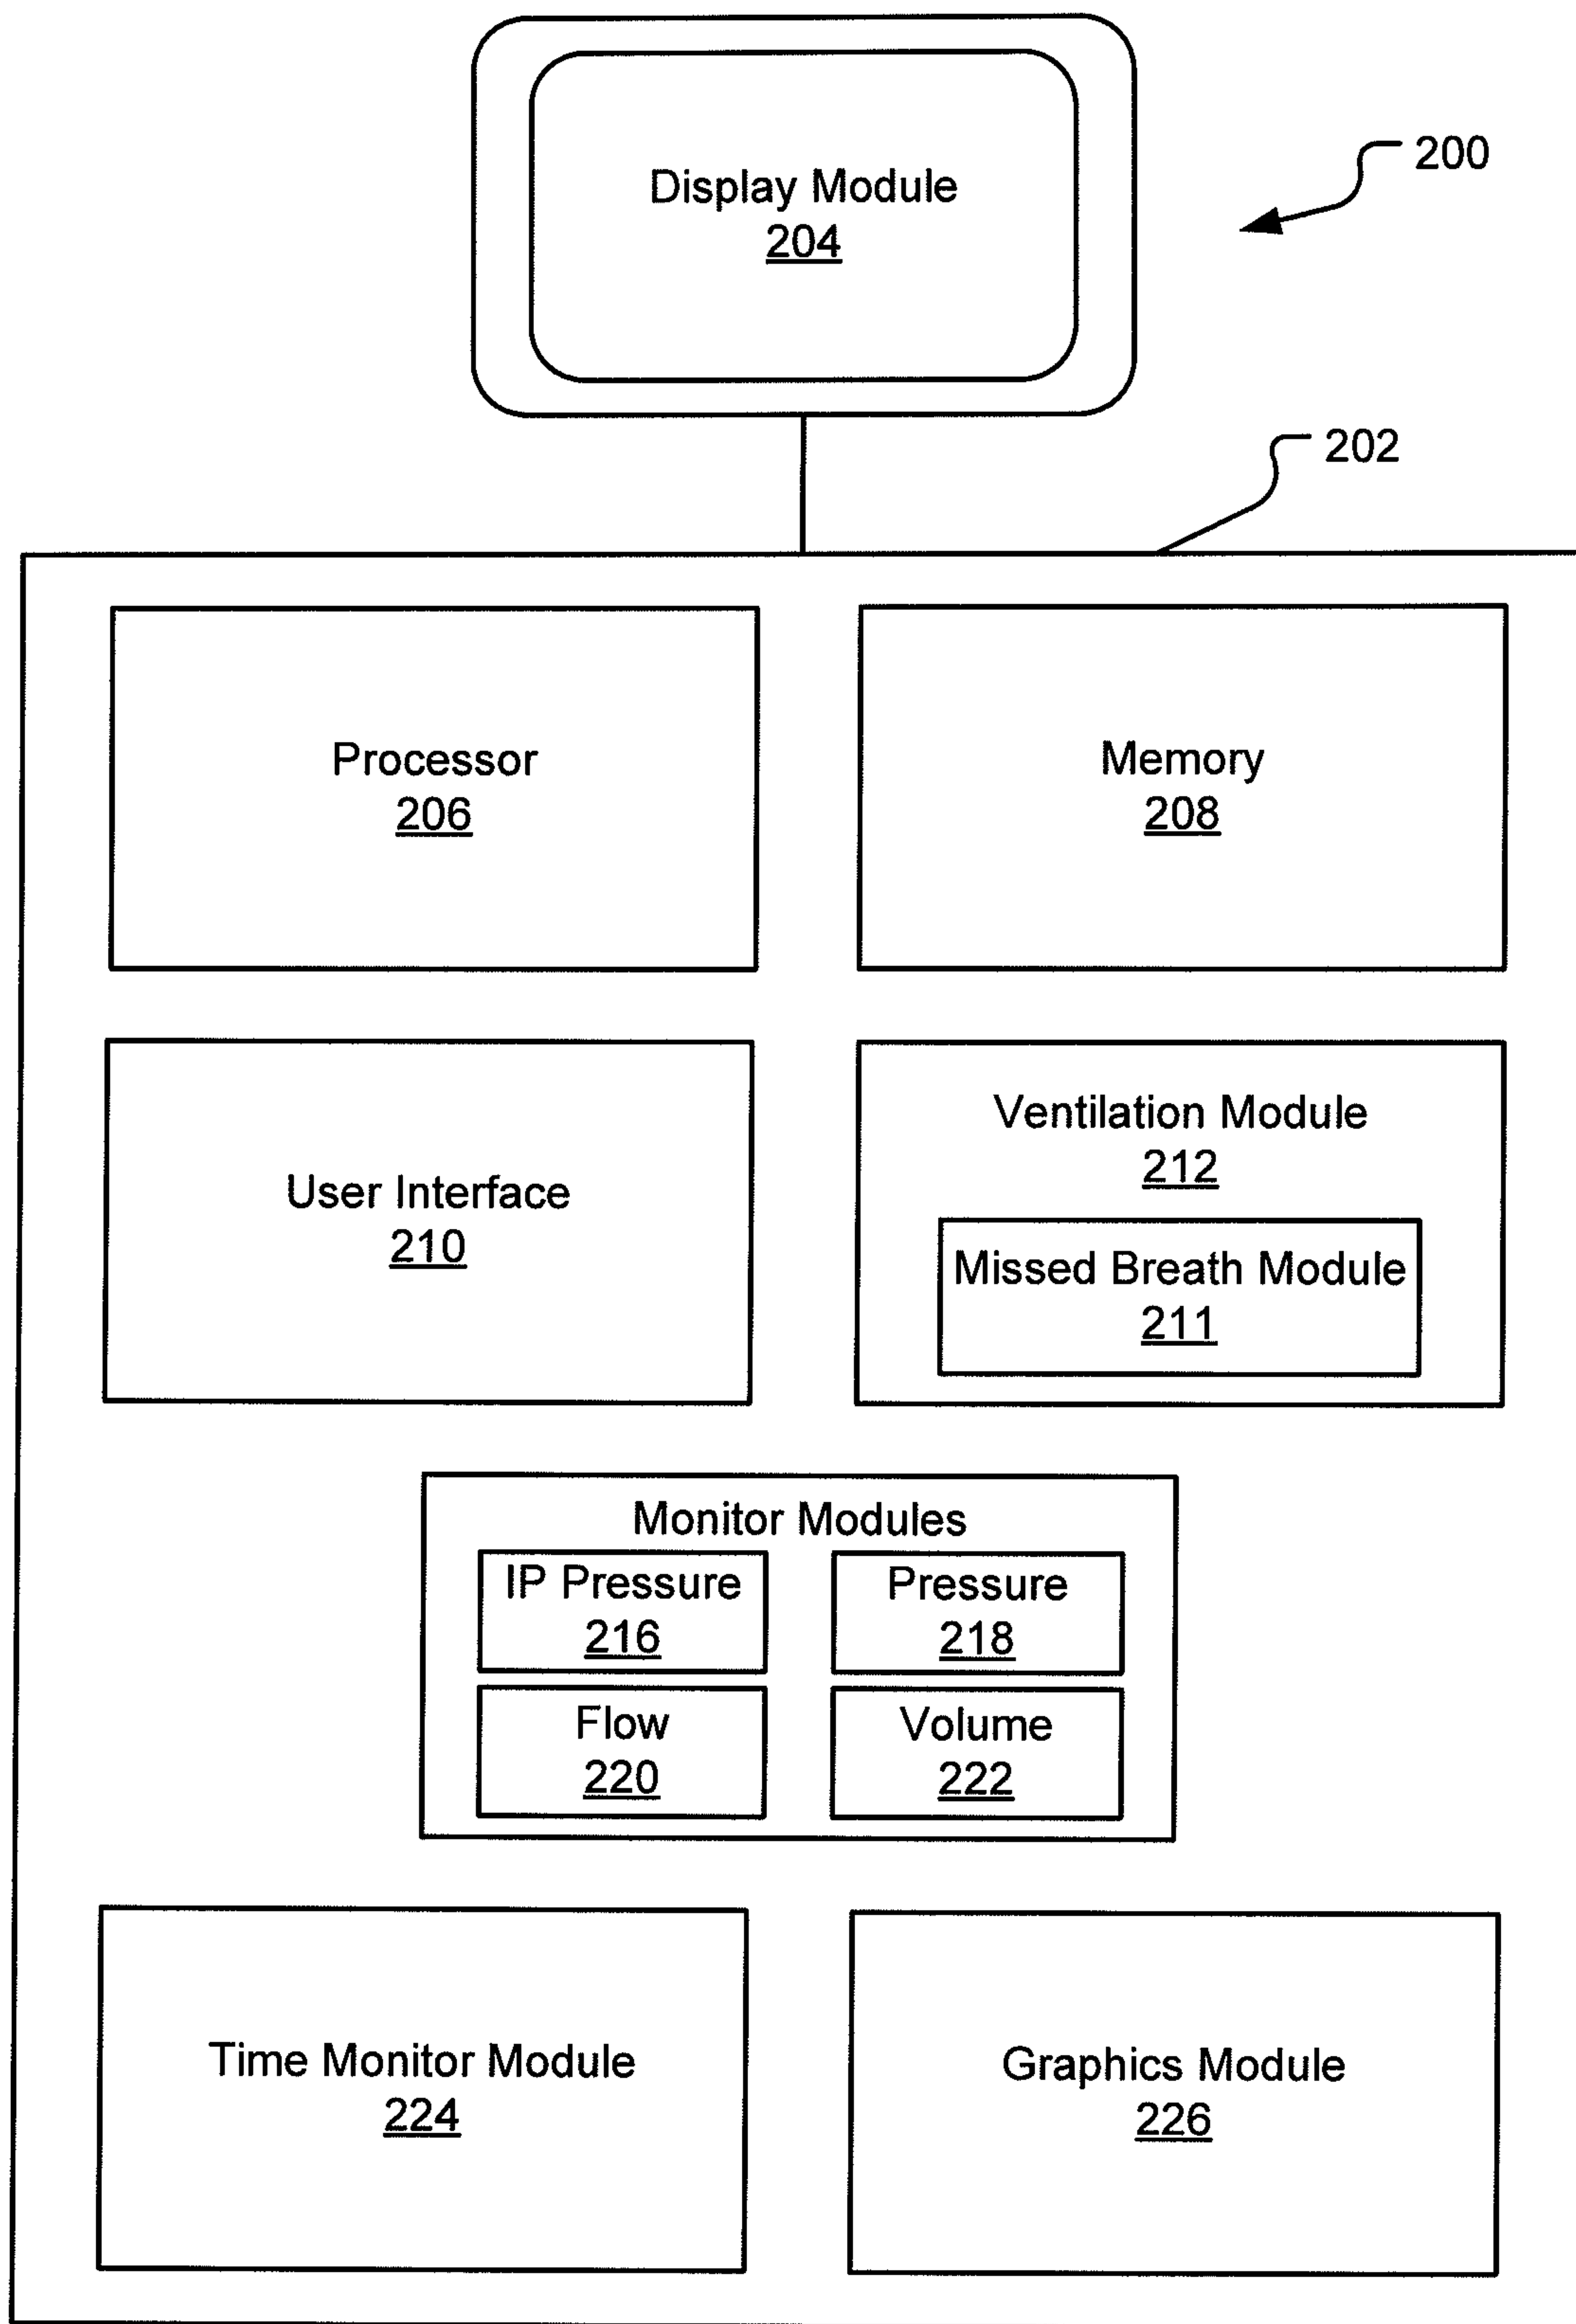 Display Module
204
200
202
Processor
206
Memory
208
User Interface
210
Ventilation Module
212
Missed Breath Module
211
Monitor Modules
IP Pressure
216
Pressure
218
Flow
220
Volume
222
Time Monitor Module
224
Graphics Module
226